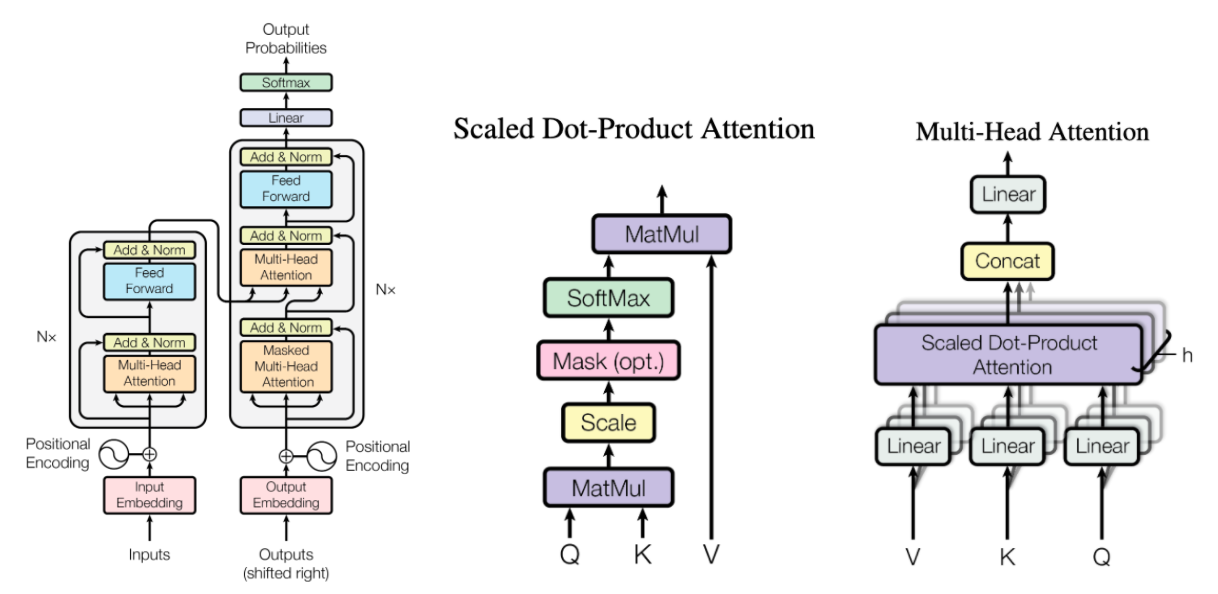 Output
Probabilities
Softmax
Linear
Add & Norm
Feed
Forward
Add & Norm
Multi-Head
Attention
Nx
Add & Norm
Masked
Multi-Head
Attention
Add & Norm
Feed
Forward
Nx
Add & Norm
Multi-Head
Attention
Positional
Encoding
Positional
Encoding
Input
Embedding
Output
Embedding
Inputs
Outputs
(shifted right)
Scaled Dot-Product Attention
MatMul
SoftMax
Mask (opt.)
Scale
MatMul
Q K V
Multi-Head Attention
Linear
Concat
Scaled Dot-Product
Attention
h
Linear Linear Linear
V K Q